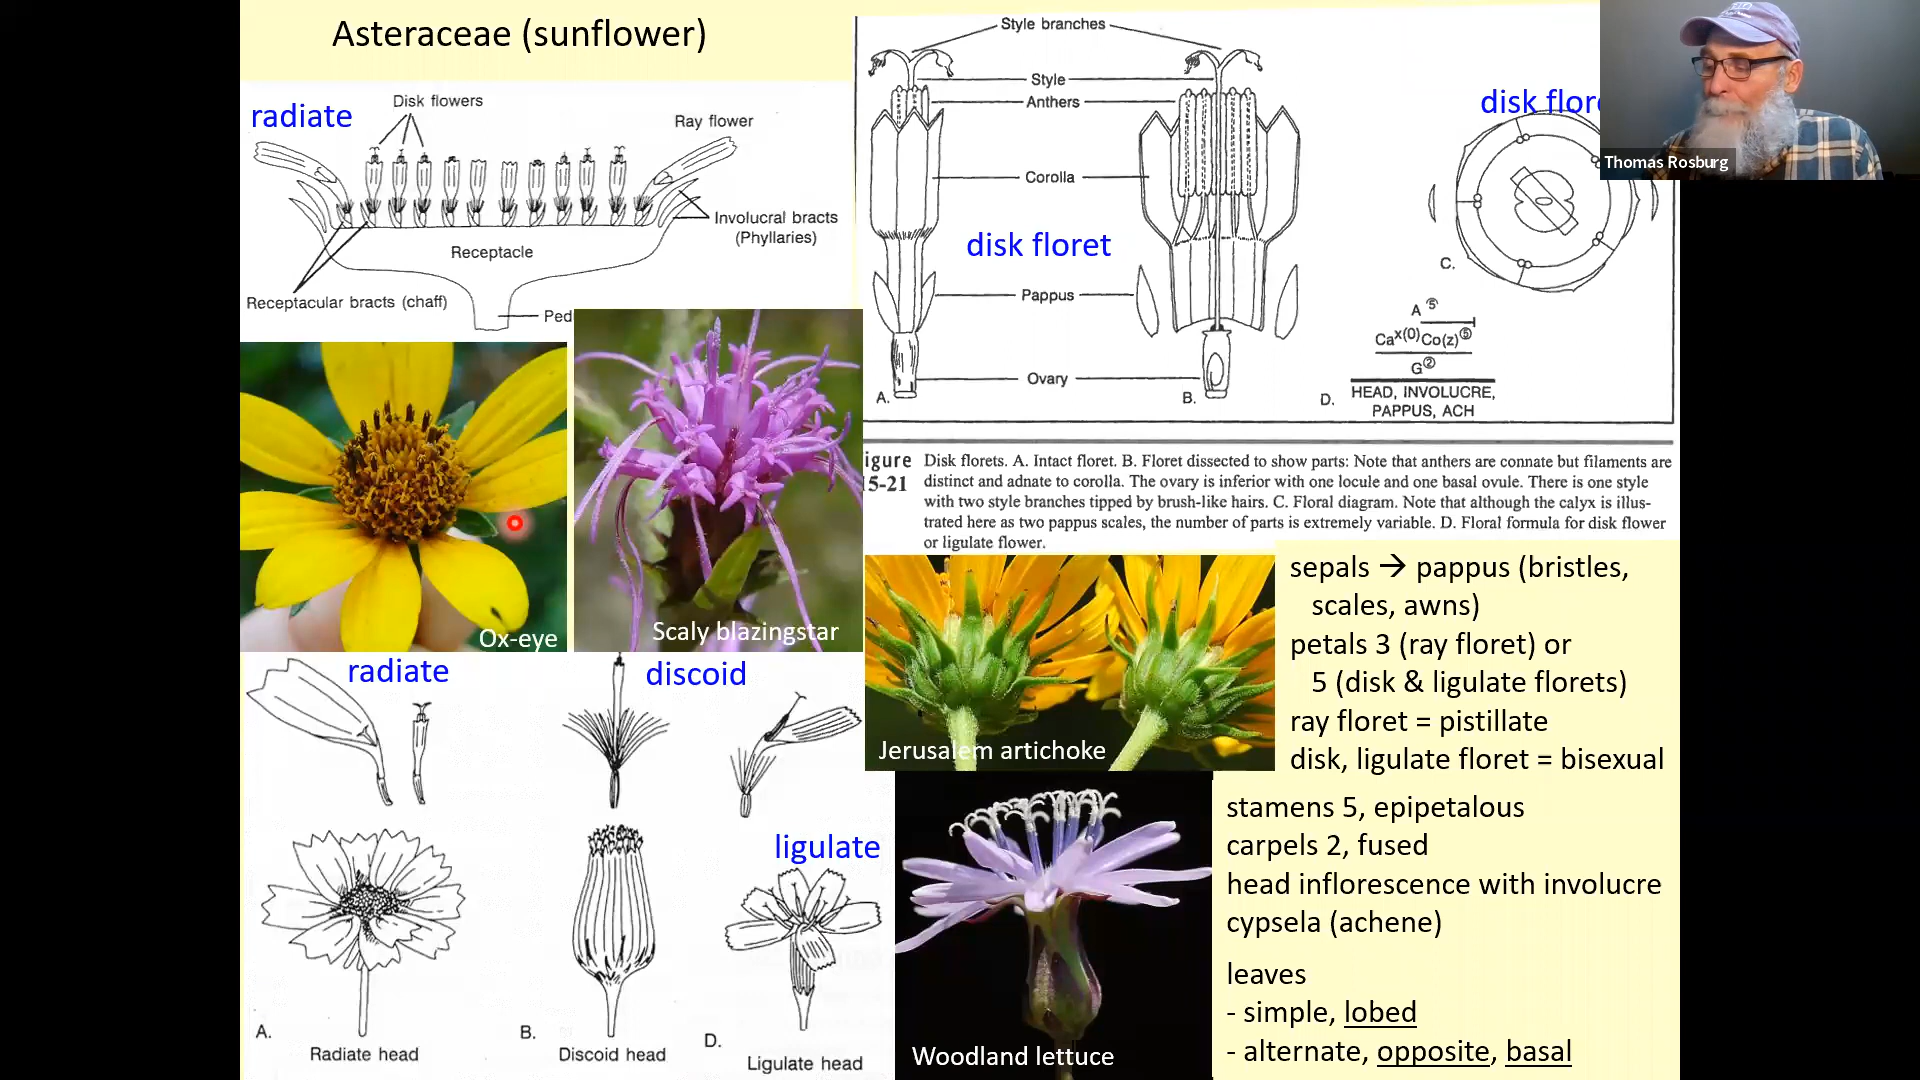 Asteraceae (sunflower)
radiate
Disk flowers
Ray flower
Involucral bracts
(Phyllaries)
Receptacle
Receptacular bracts (chaff)
Ped
Style branches
Style
Anthers
Corolla
disk floret
Pappus
Ovary
A.
B.
disk flore
Thomas Rosburg
C.
A⑤
Caˣ⁽⁰⁾Co(z)⑤
G②
D. HEAD, INVOLUCRE,
PAPPUS, ACH
igure Disk florets. A. Intact floret. B. Floret dissected to show parts: Note that anthers are connate but filaments are
15-21 distinct and adnate to corolla. The ovary is inferior with one locule and one basal ovule. There is one style
with two style branches tipped by brush-like hairs. C. Floral diagram. Note that although the calyx is illus-
trated here as two pappus scales, the number of parts is extremely variable. D. Floral formula for disk flower
or ligulate flower.
Ox-eye
Scaly blazingstar
Jerusalem artichoke
Woodland lettuce
radiate
discoid
ligulate
A.
Radiate head
B.
Discoid head
D.
Ligulate head
sepals → pappus (bristles,
scales, awns)
petals 3 (ray floret) or
5 (disk & ligulate florets)
ray floret = pistillate
disk, ligulate floret = bisexual
stamens 5, epipetalous
carpels 2, fused
head inflorescence with involucre
cypsela (achene)
leaves
- simple, lobed
- alternate, opposite, basal